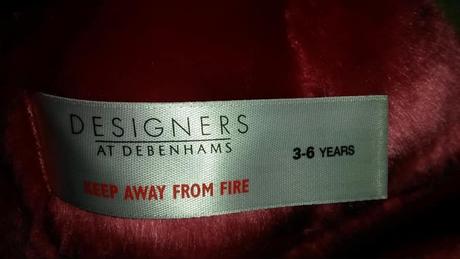 DESIGNERS
AT DEBENHAMS
3-6 YEARS
KEEP AWAY FROM FIRE